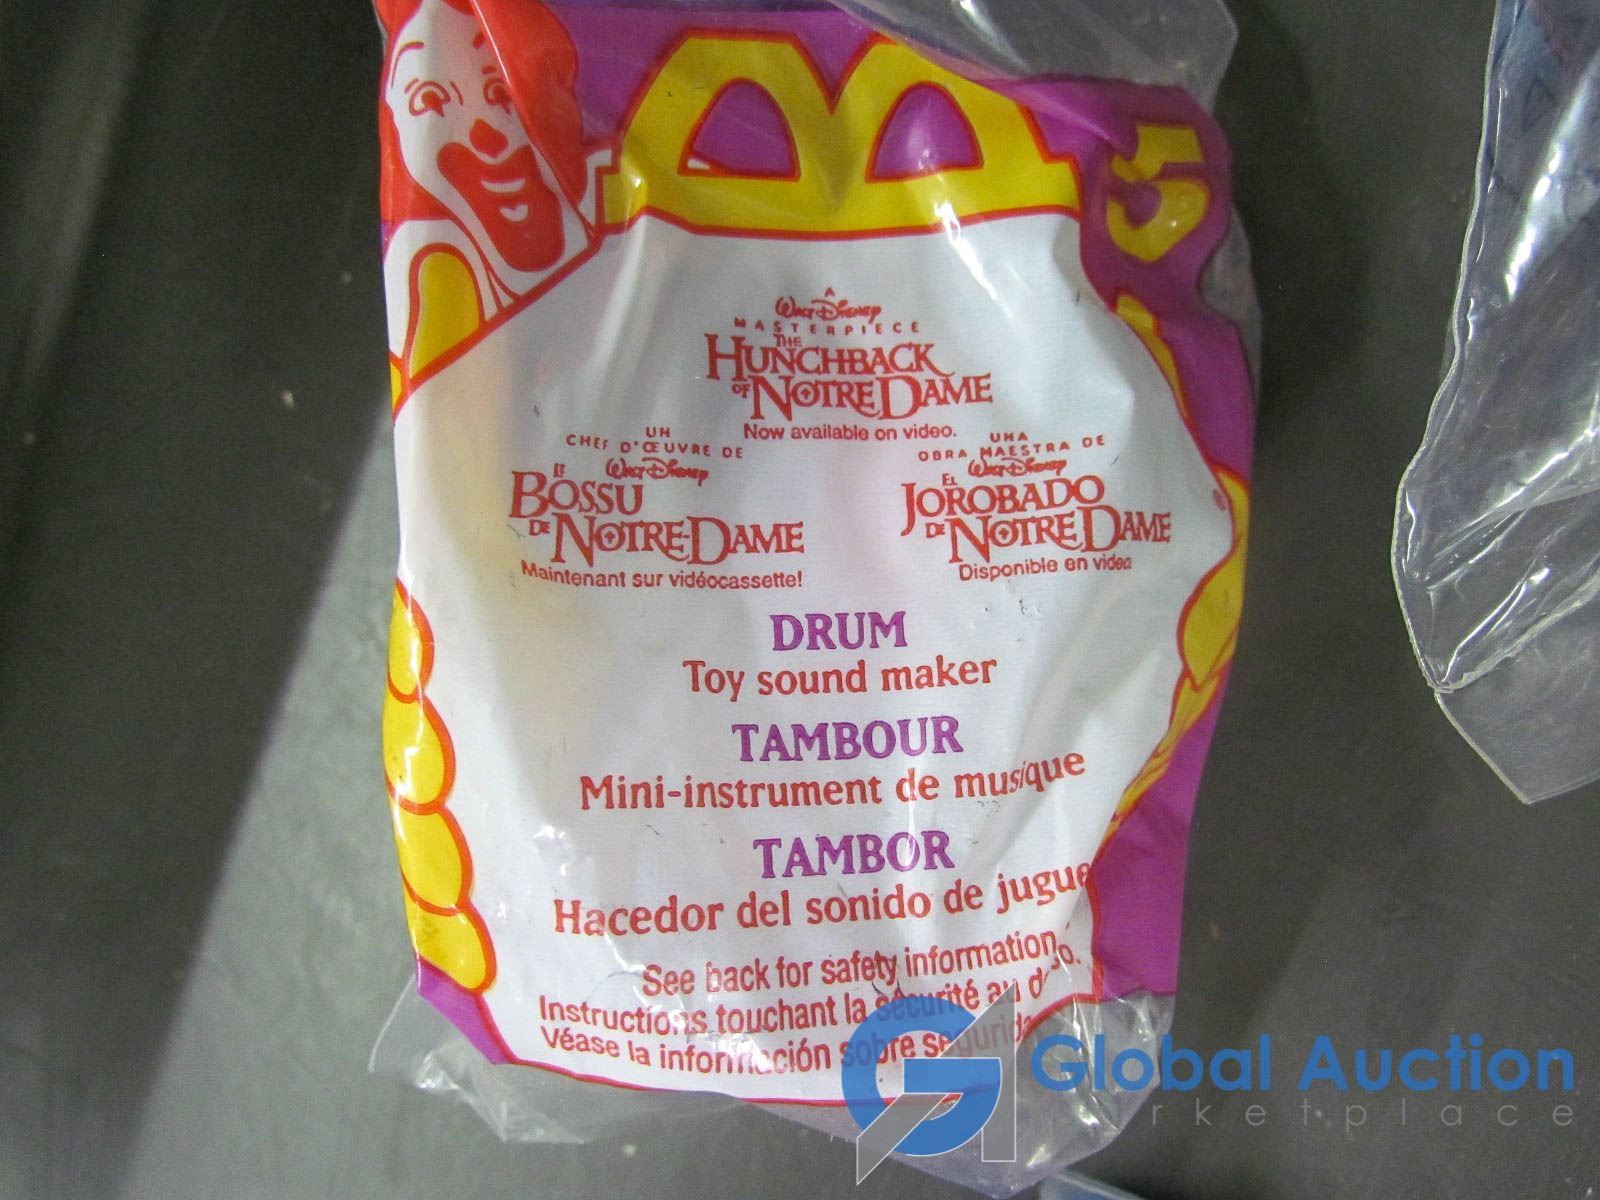 5
A
Walt Disney
MASTERPIECE
THE
HUNCHBACK
OF NOTRE DAME
Now available on video.
UN
CHEF D'ŒUVRE DE
Walt Disney
LE
BOSSU
DE NOTRE-DAME
Maintenant sur vidéocassette!
UNA
OBRA MAESTRA DE
Walt Disney
EL
JOROBADO
DE NOTRE DAME
Disponible en video
DRUM
Toy sound maker
TAMBOUR
Mini-instrument de musique
TAMBOR
Hacedor del sonido de jugue
See back for safety information.
Instructions touchant la sécurité au
Véase la información sobre
Global Auction
Marketplace